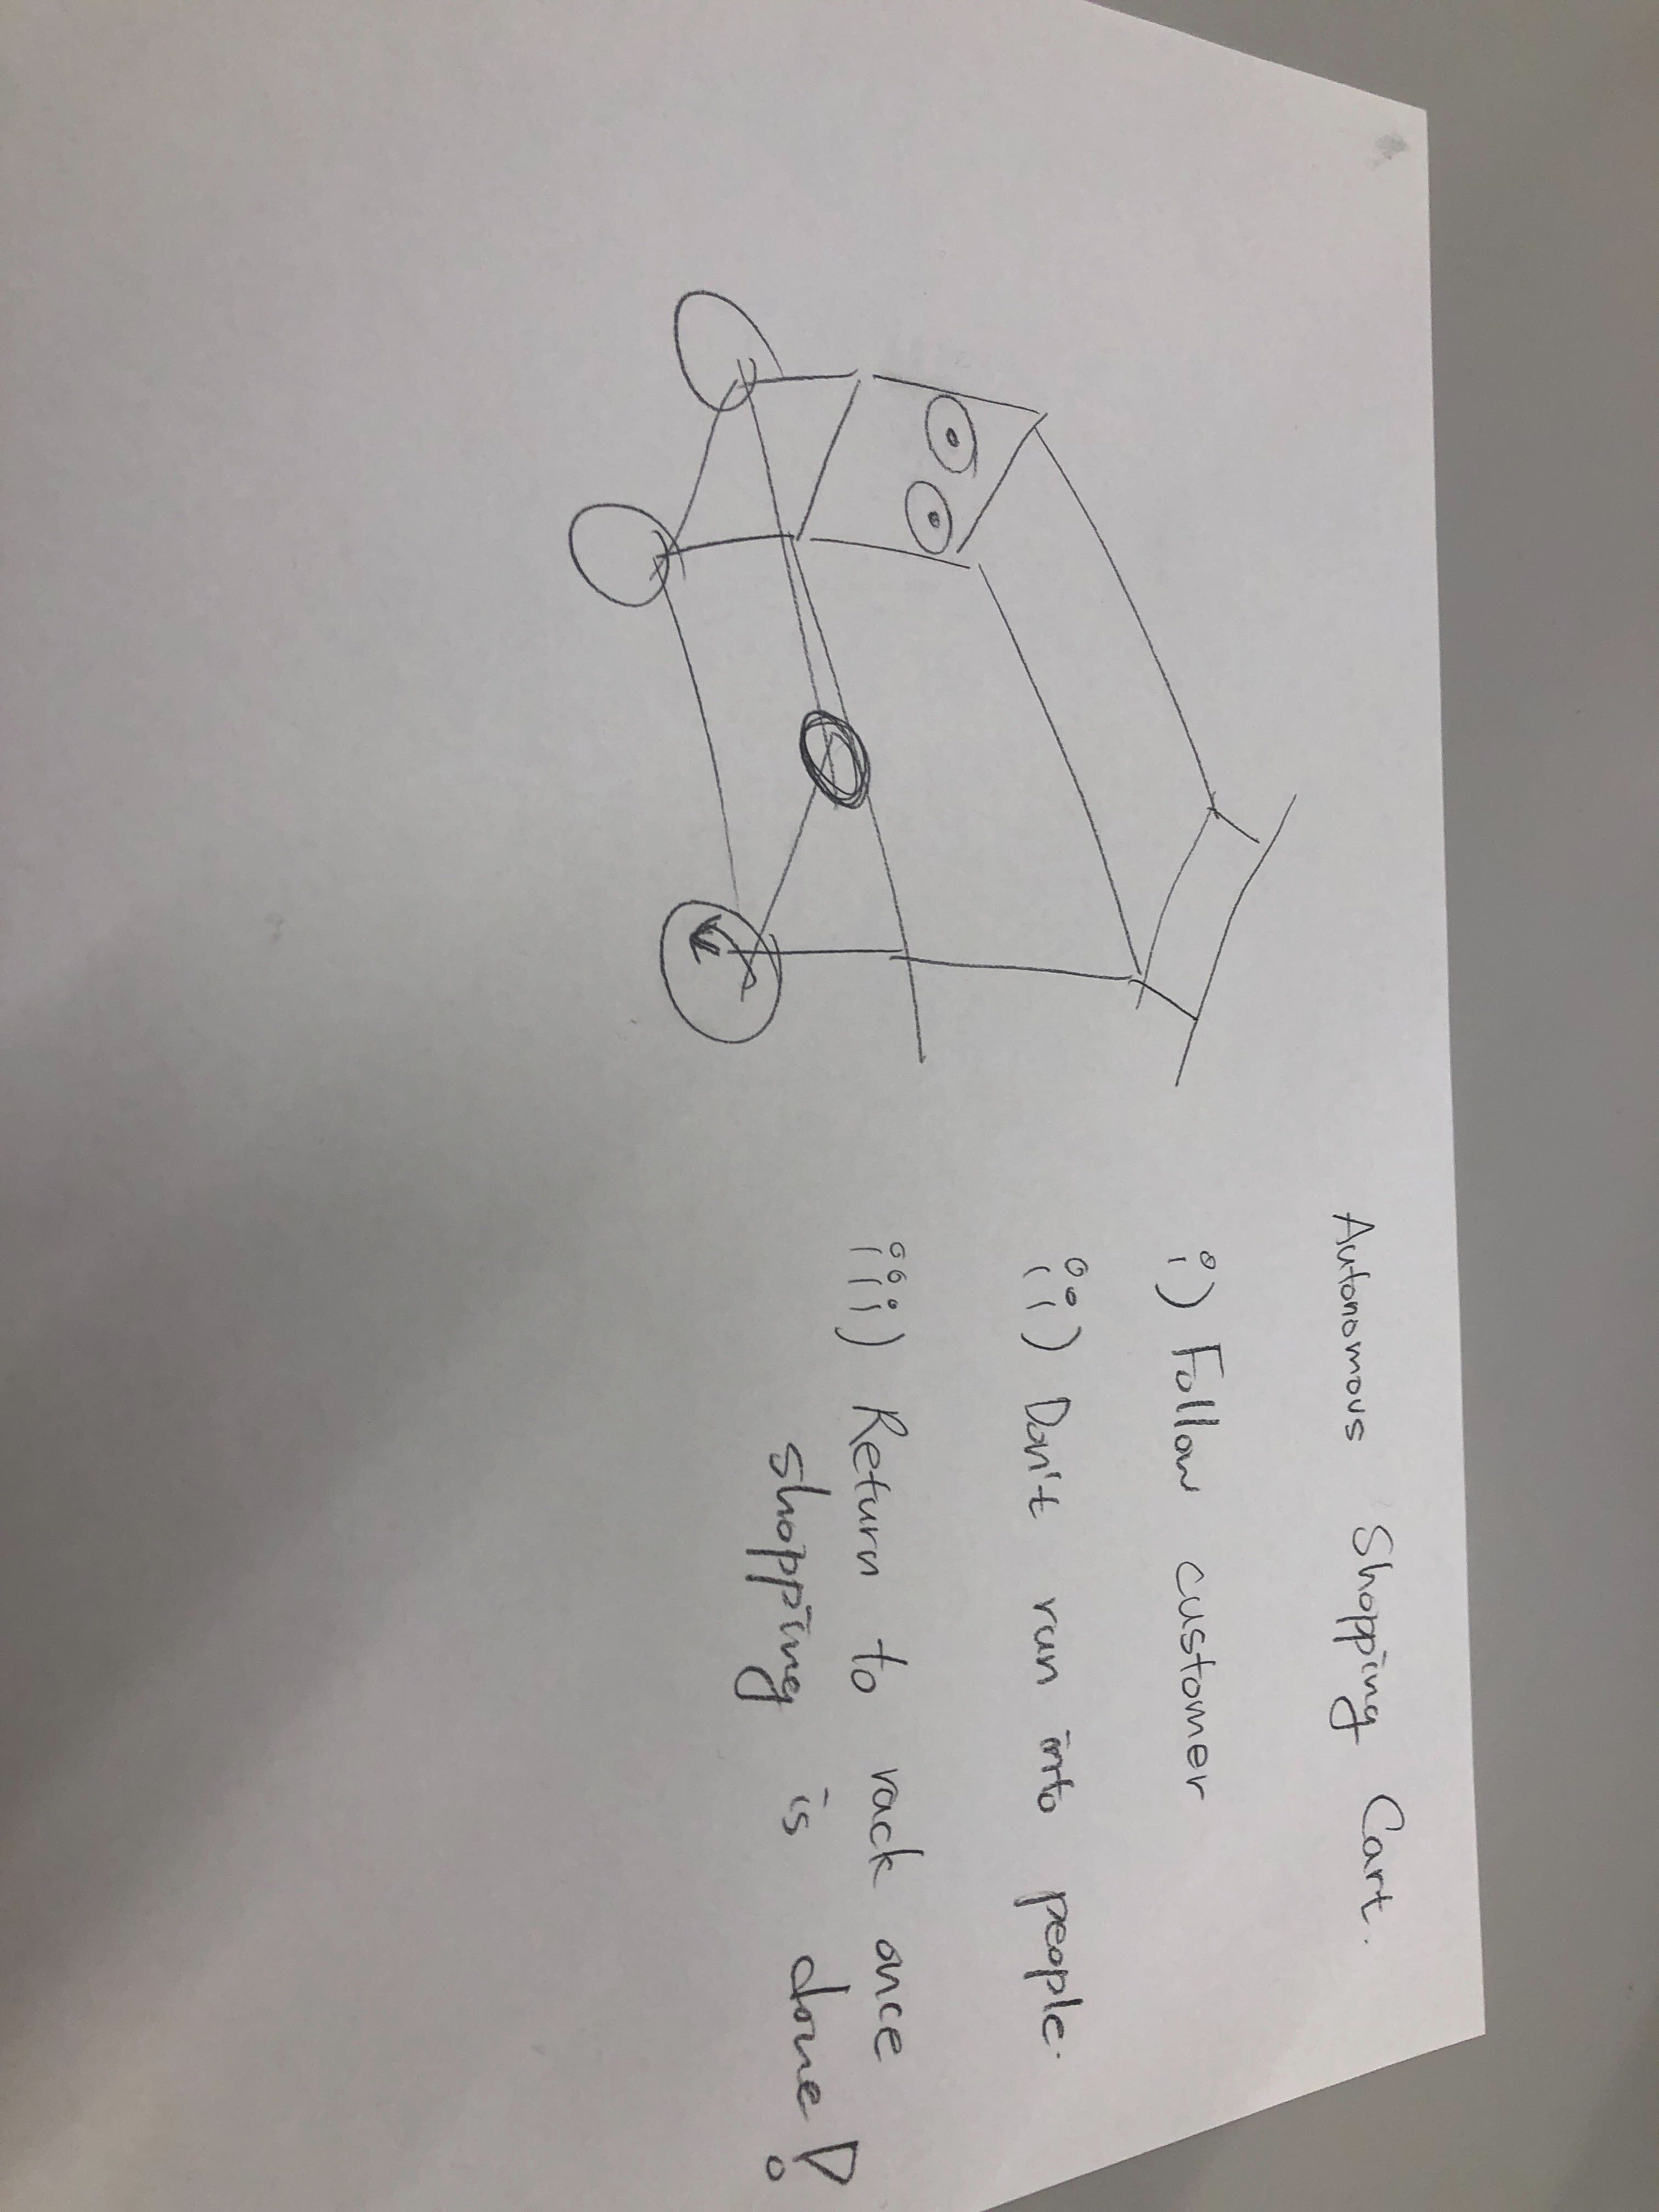 Autonomous Shopping Cart.
i) Follow customer
ii) Don't run into people.
iii) Return to rack once
shopping is done!